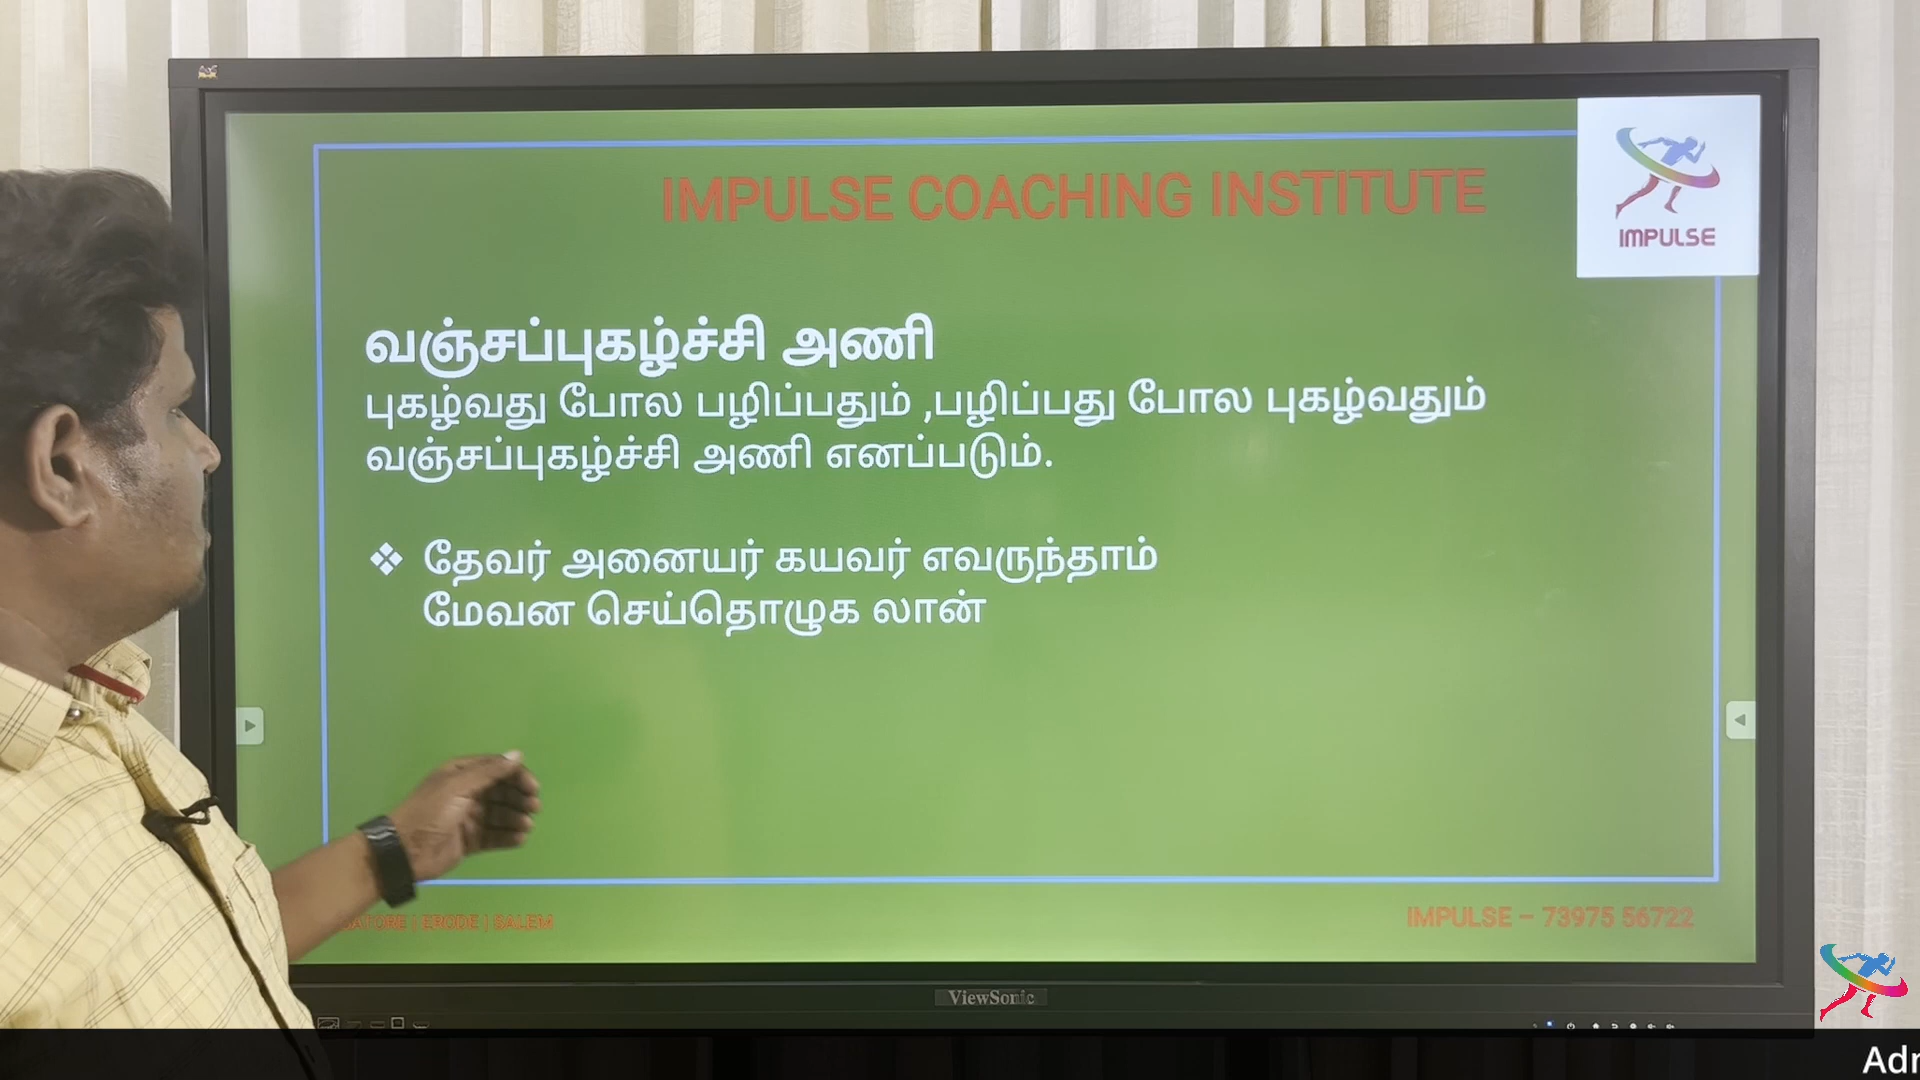 IMPULSE COACHING INSTITUTE
IMPULSE
வஞ்சப்புகழ்ச்சி அணி
புகழ்வது போல பழிப்பதும் ,பழிப்பது போல புகழ்வதும்
வஞ்சப்புகழ்ச்சி அணி எனப்படும்.
❖ தேவர் அனையர் கயவர் எவருந்தாம்
மேவன செய்தொழுக லான்
ERODE | SALEM
IMPULSE – 73975 56722
ViewSonic